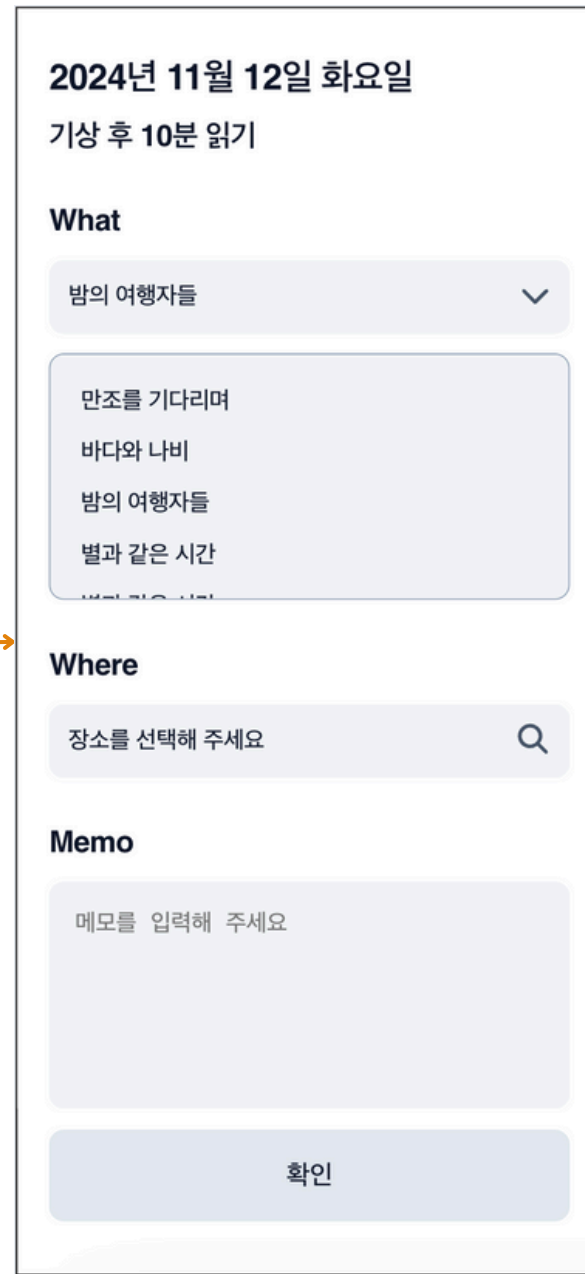 2024년 11월 12일 화요일
기상 후 10분 읽기
What
밤의 여행자들
만조를 기다리며
바다와 나비
밤의 여행자들
별과 같은 시간
Where
장소를 선택해 주세요
Memo
메모를 입력해 주세요
확인